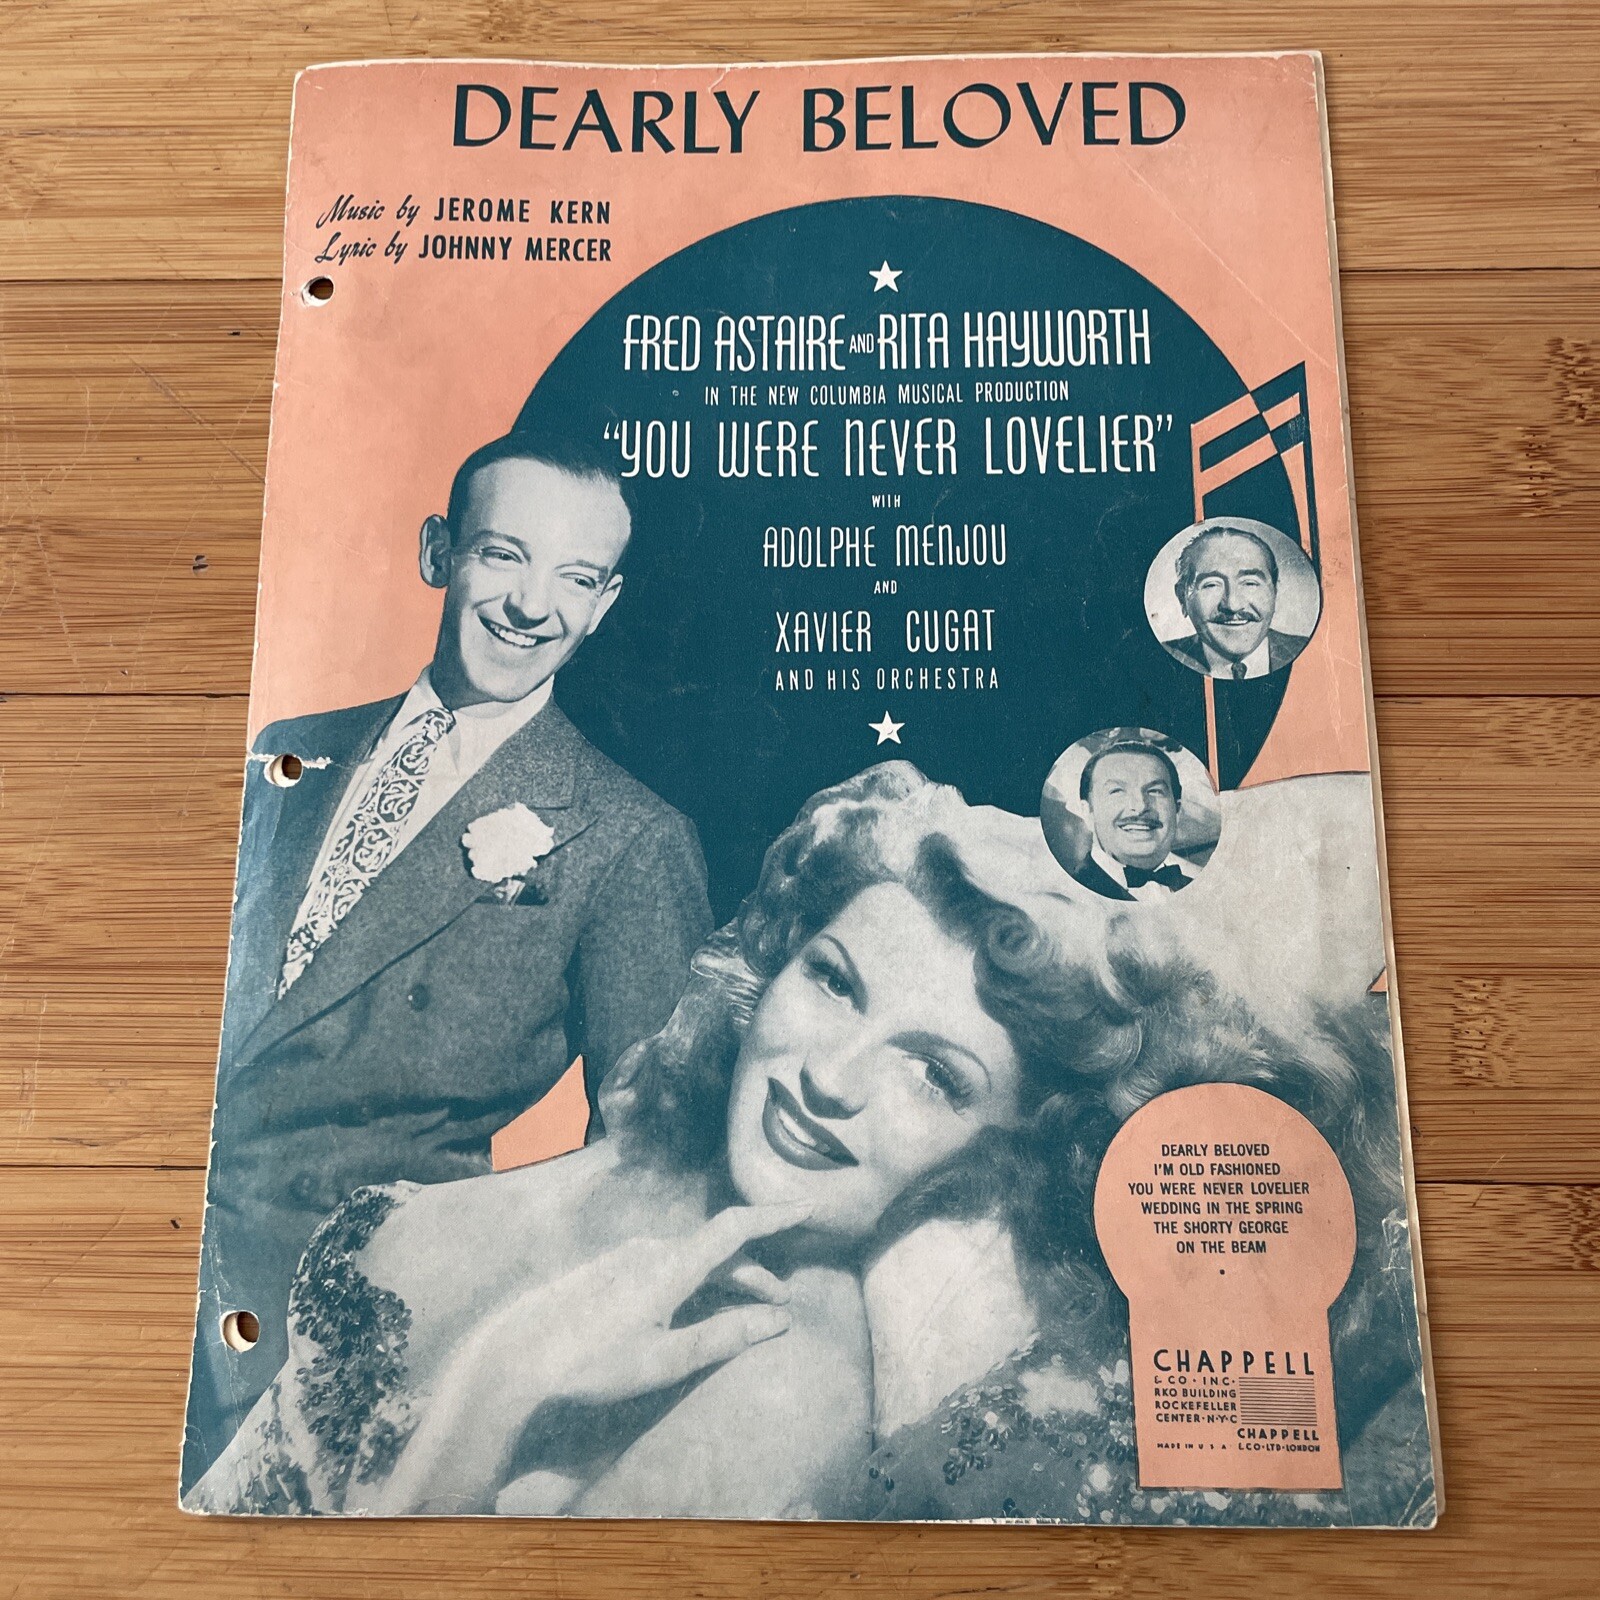 DEARLY BELOVED
Music by JEROME KERN
Lyric by JOHNNY MERCER
FRED ASTAIRE AND RITA HAYWORTH
IN THE NEW COLUMBIA MUSICAL PRODUCTION
"YOU WERE NEVER LOVELIER"
WITH
ADOLPHE MENJOU
AND
XAVIER CUGAT
AND HIS ORCHESTRA
DEARLY BELOVED
I'M OLD FASHIONED
YOU WERE NEVER LOVELIER
WEDDING IN THE SPRING
THE SHORTY GEORGE
ON THE BEAM
CHAPPELL
& CO·INC·
RKO BUILDING
ROCKEFELLER
CENTER·N·Y·C
CHAPPELL
MADE IN U S A &CO·LTD·LONDON